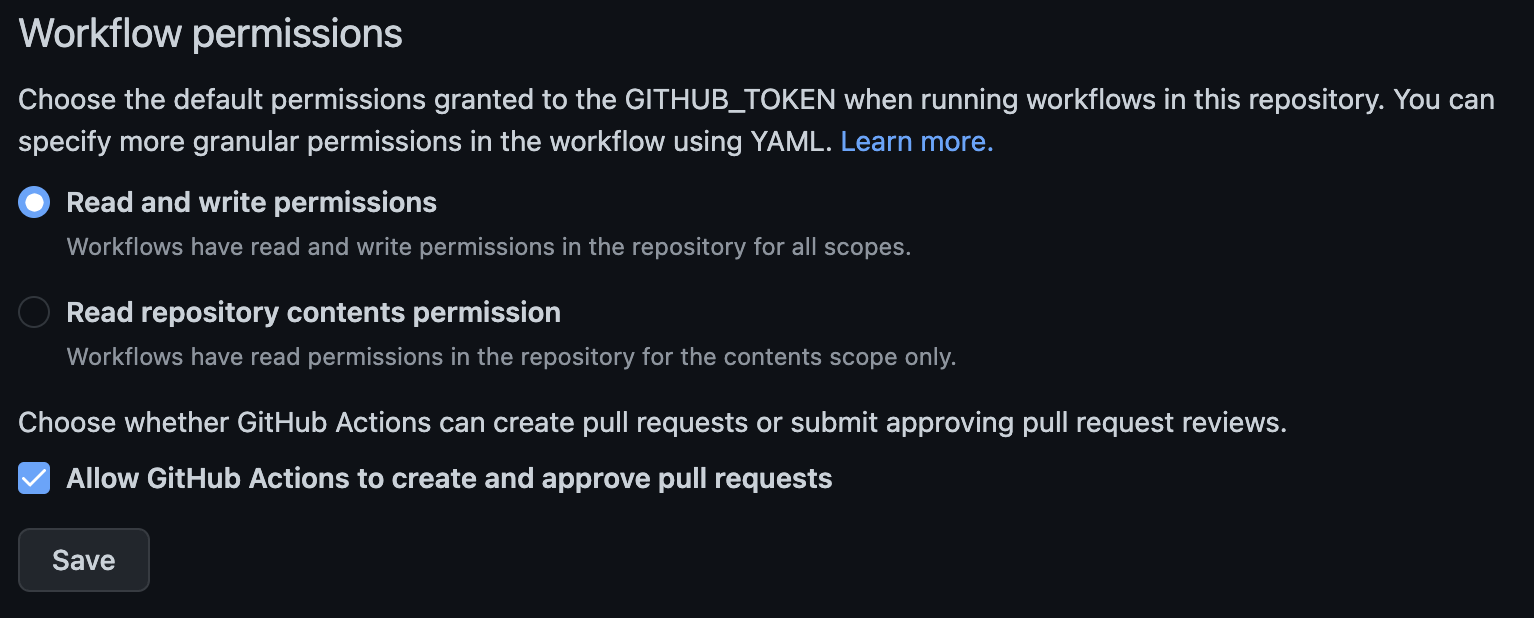 Workflow permissions
Choose the default permissions granted to the GITHUB_TOKEN when running workflows in this repository. You can
specify more granular permissions in the workflow using YAML. Learn more.
Read and write permissions
Workflows have read and write permissions in the repository for all scopes.
Read repository contents permission
Workflows have read permissions in the repository for the contents scope only.
Choose whether GitHub Actions can create pull requests or submit approving pull request reviews.
Allow GitHub Actions to create and approve pull requests
Save